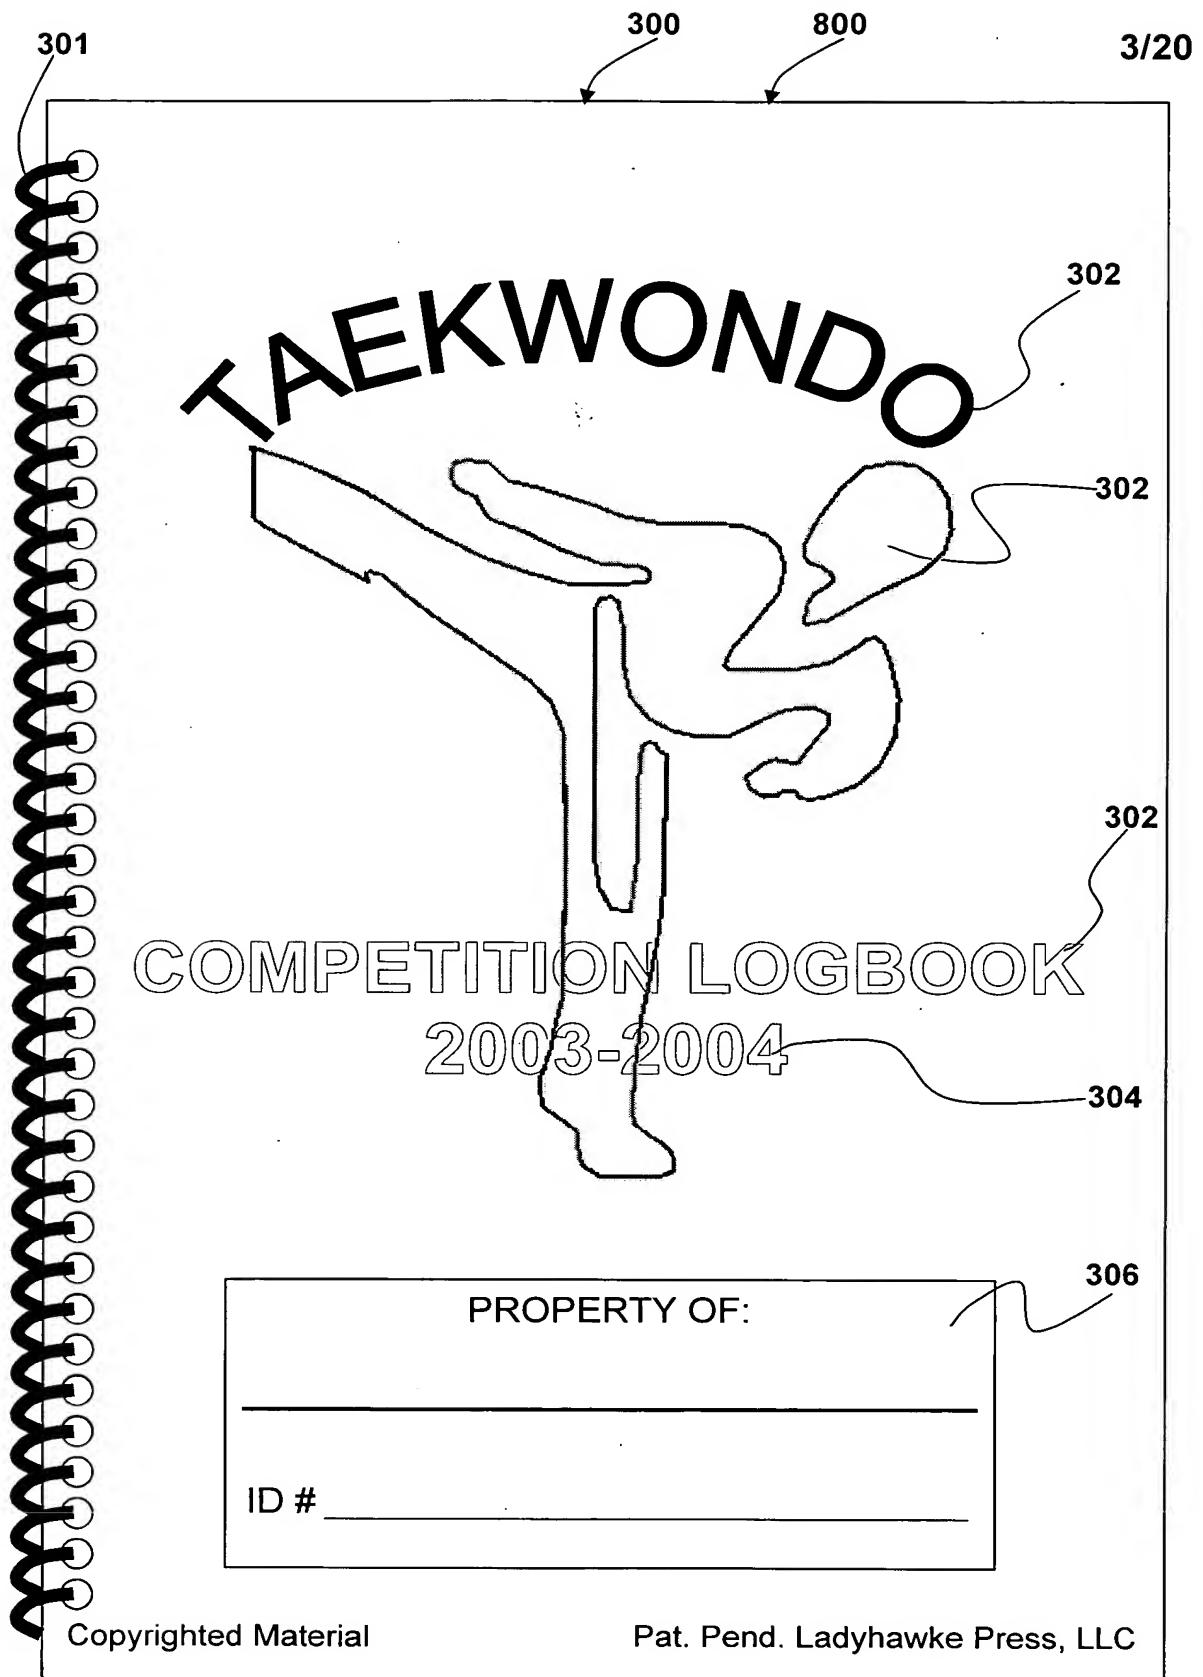 301
300
800
3/20
TAEKWONDO
302
302
302
COMPETITION LOGBOOK
2003-2004
304
306
PROPERTY OF:
ID #
Copyrighted Material Pat. Pend. Ladyhawke Press, LLC